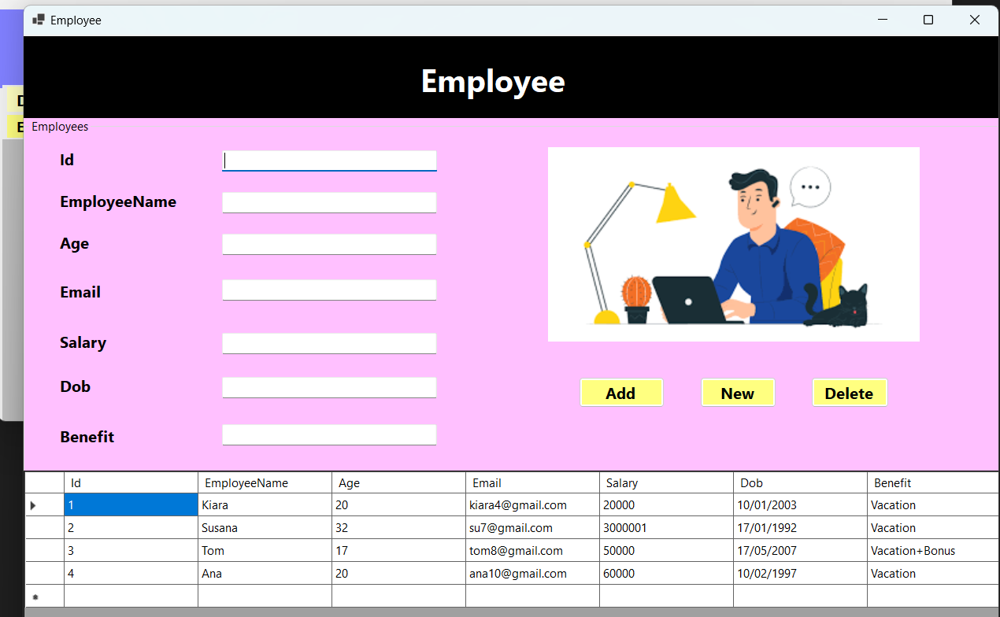 Employee
Employee
D
E
Employees
Id
EmployeeName
Age
Email
Salary
Dob
Benefit
Add New Delete
Id EmployeeName Age Email Salary Dob Benefit
1 Kiara 20 kiara4@gmail.com 20000 10/01/2003 Vacation
2 Susana 32 su7@gmail.com 3000001 17/01/1992 Vacation
3 Tom 17 tom8@gmail.com 50000 17/05/2007 Vacation+Bonus
4 Ana 20 ana10@gmail.com 60000 10/02/1997 Vacation